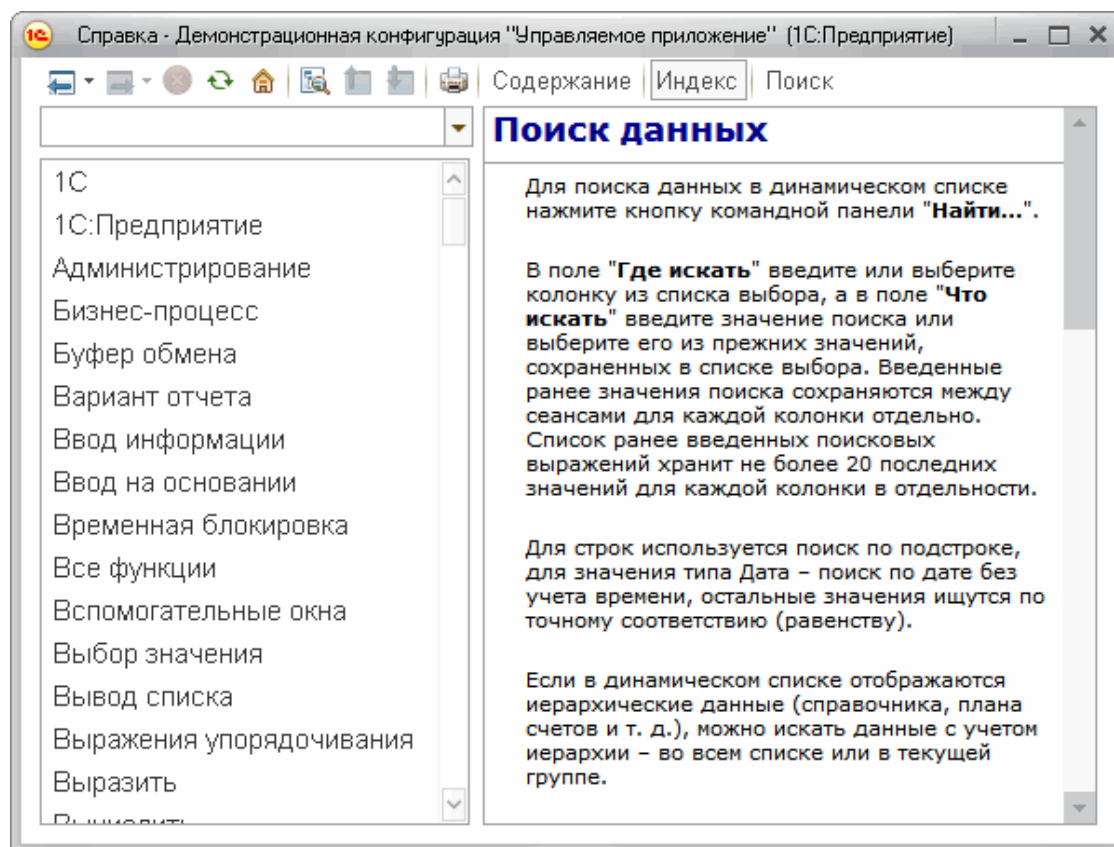 1С Справка - Демонстрационная конфигурация "Управляемое приложение" (1С:Предприятие)
Содержание Индекс Поиск
1С
1С:Предприятие
Администрирование
Бизнес-процесс
Буфер обмена
Вариант отчета
Ввод информации
Ввод на основании
Временная блокировка
Все функции
Вспомогательные окна
Выбор значения
Вывод списка
Выражения упорядочивания
Выразить
Вычислить
Поиск данных
Для поиска данных в динамическом списке
нажмите кнопку командной панели "Найти...".
В поле "Где искать" введите или выберите
колонку из списка выбора, а в поле "Что
искать" введите значение поиска или
выберите его из прежних значений,
сохраненных в списке выбора. Введенные
ранее значения поиска сохраняются между
сеансами для каждой колонки отдельно.
Список ранее введенных поисковых
выражений хранит не более 20 последних
значений для каждой колонки в отдельности.
Для строк используется поиск по подстроке,
для значения типа Дата – поиск по дате без
учета времени, остальные значения ищутся по
точному соответствию (равенству).
Если в динамическом списке отображаются
иерархические данные (справочника, плана
счетов и т. д.), можно искать данные с учетом
иерархии – во всем списке или в текущей
группе.